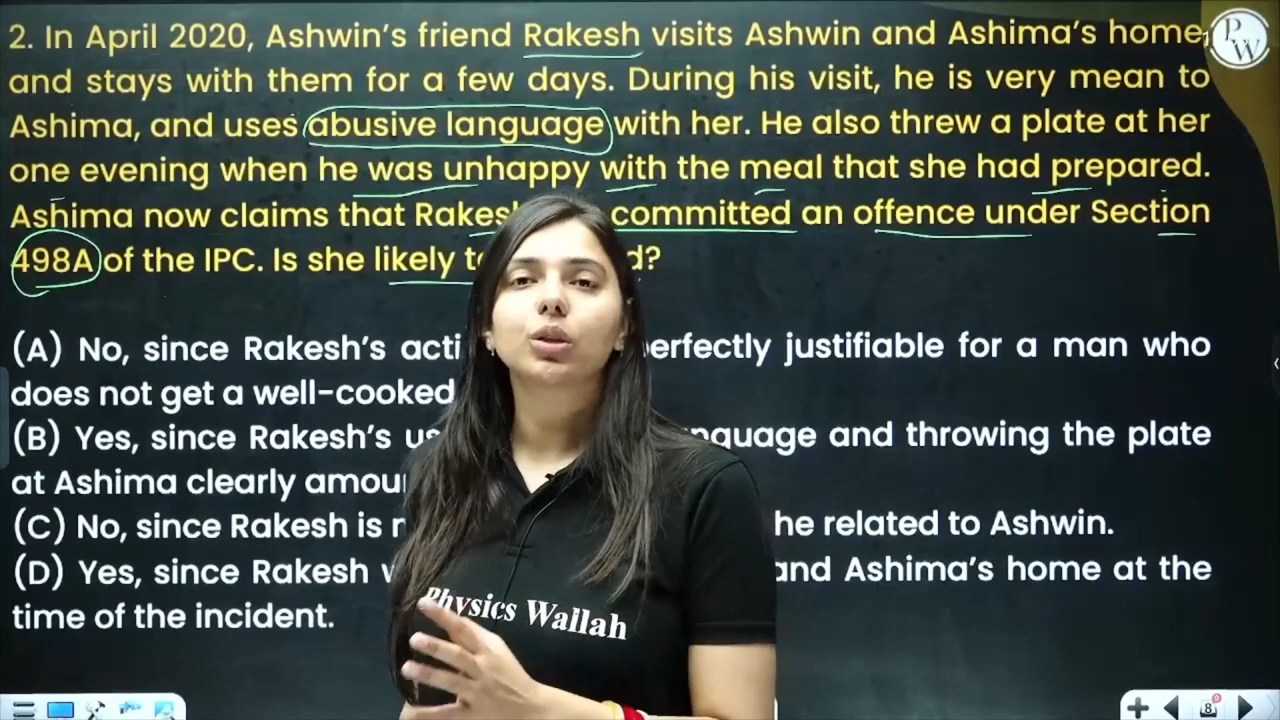 2. In April 2020, Ashwin's friend Rakesh visits Ashwin and Ashima's home
and stays with them for a few days. During his visit, he is very mean to
Ashima, and uses abusive language with her. He also threw a plate at her
one evening when he was unhappy with the meal that she had prepared.
Ashima now claims that committed an offence under Section
498A of the IPC. Is she likely
(A) No, since Rakesh's justifiable for a man who
does not get a well-cooked
(B) Yes, since Rakesh's and throwing the plate
at Ashima clearly
(C) No, since Rakesh is he related to Ashwin.
(D) Yes, since Rakesh and Ashima's home at the
time of the incident.
PW
Physics Wallah
8